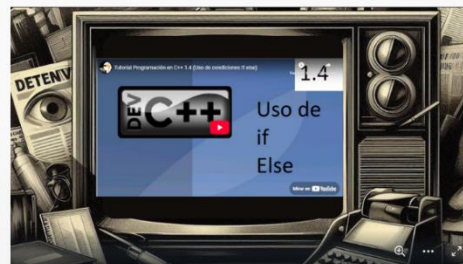 DETENV
Tutorial Programación en C++ 1.4 (Uso de condiciones If else)
1.4
DEV
C++
Uso de
if
Else
Mirar en YouTube